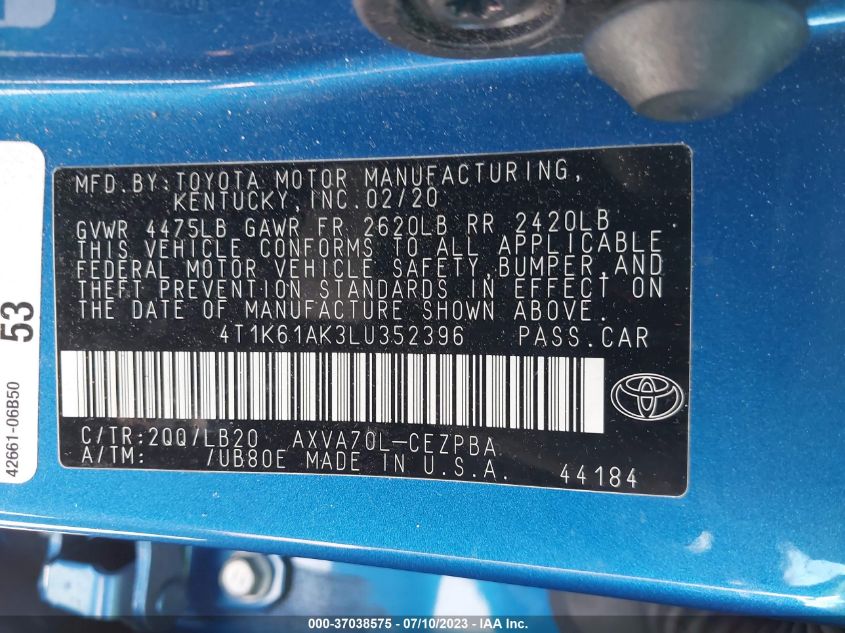 MFD.BY:TOYOTA MOTOR MANUFACTURING,
KENTUCKY, INC.02/20
GVWR 4475LB GAWR FR 2620LB RR 2420LB
THIS VEHICLE CONFORMS TO ALL APPLICABLE
FEDERAL MOTOR VEHICLE SAFETY,BUMPER,AND
THEFT PREVENTION STANDARDS IN EFFECT ON
THE DATE OF MANUFACTURE SHOWN ABOVE.
4T1K61AK3LU352396 PASS.CAR
C/TR:2QQ/LB20 AXVA70L-CEZPBA
A/TM: /UB80E MADE IN U.S.A. 44184
53
42661-06B50
000-37038575 - 07/10/2023 - IAA Inc.